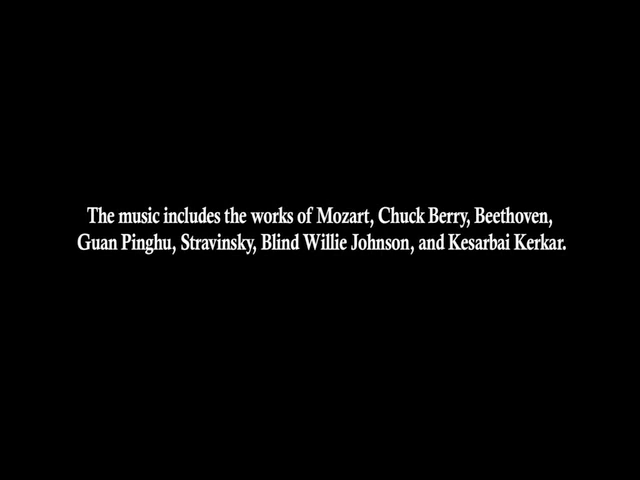 The music includes the works of Mozart, Chuck Berry, Beethoven,
Guan Pinghu, Stravinsky, Blind Willie Johnson, and Kesarbai Kerkar.